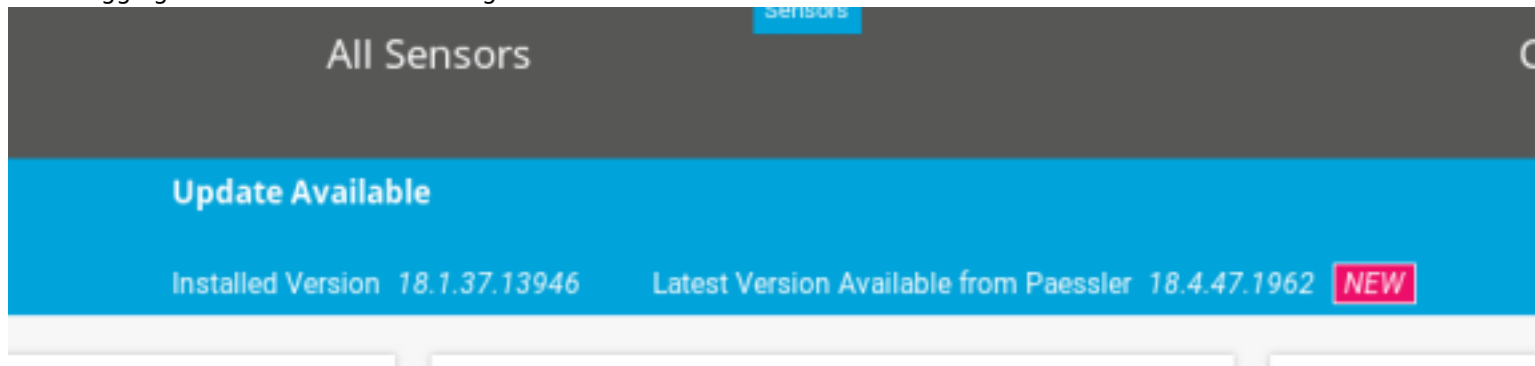 Sensors
All Sensors
Update Available
Installed Version 18.1.37.13946 Latest Version Available from Paessler 18.4.47.1962 NEW